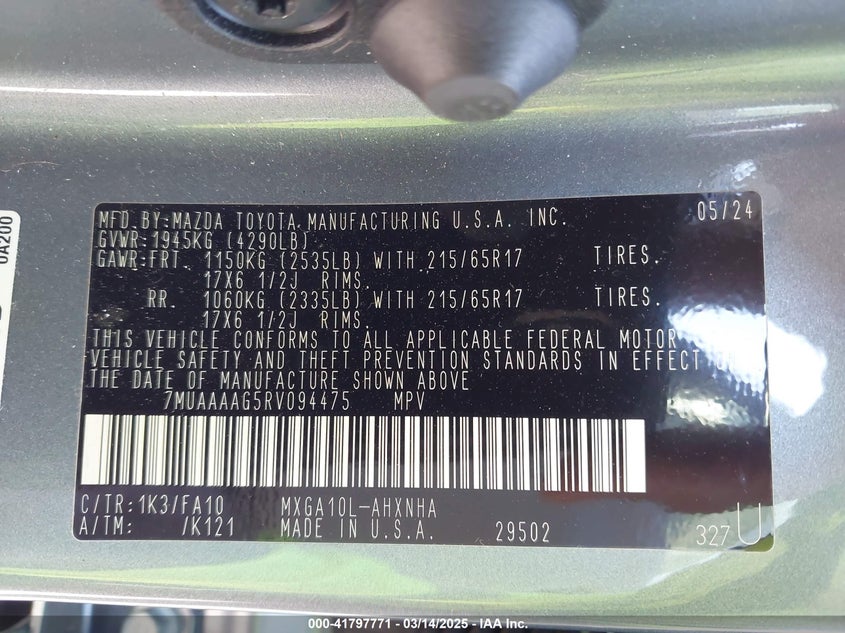 MFD.BY:MAZDA TOYOTA MANUFACTURING U.S.A. INC. 05/24
GVWR:1945KG (4290LB)
GAWR:FRT. 1150KG (2535LB) WITH 215/65R17 TIRES.
17X6 1/2J RIMS.
RR. 1060KG (2335LB) WITH 215/65R17 TIRES.
17X6 1/2J RIMS.
THIS VEHICLE CONFORMS TO ALL APPLICABLE FEDERAL MOTOR
VEHICLE SAFETY AND THEFT PREVENTION STANDARDS IN EFFECT ON
THE DATE OF MANUFACTURE SHOWN ABOVE
7MUAAAAG5RV094475 MPV
C/TR:1K3/FA10 MXGA10L-AHXNHA
A/TM: /K121 MADE IN U.S.A. 29502 327U
0A200
000-41797771 - 03/14/2025 - IAA Inc.